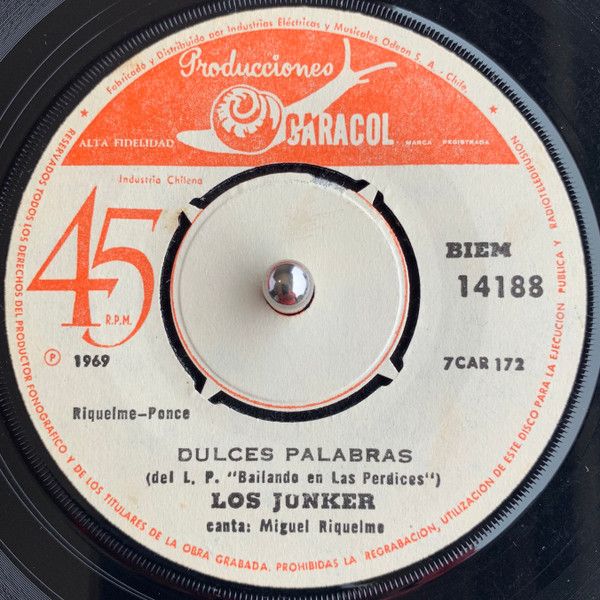 Fabricado y Distribuido por Industrias Eléctricas y Musicales Odeon S. A. - Chile.
Producciones
CARACOL
ALTA FIDELIDAD
MARCA REGISTRADA
Industria Chilena
45
R.P.M.
BIEM
14188
Ⓟ 1969
7CAR 172
Riquelme-Ponce
DULCES PALABRAS
(del L. P. "Bailando en Las Perdices")
LOS JUNKER
canta: Miguel Riquelme
RESERVADOS TODOS LOS DERECHOS DEL PRODUCTOR FONOGRAFICO Y DE LOS TITULARES DE LA OBRA GRABADA, PROHIBIDAS LA REGRABACION, UTILIZACION DE ESTE DISCO PARA LA EJECUCION PUBLICA Y RADIOTELEDIFUSION